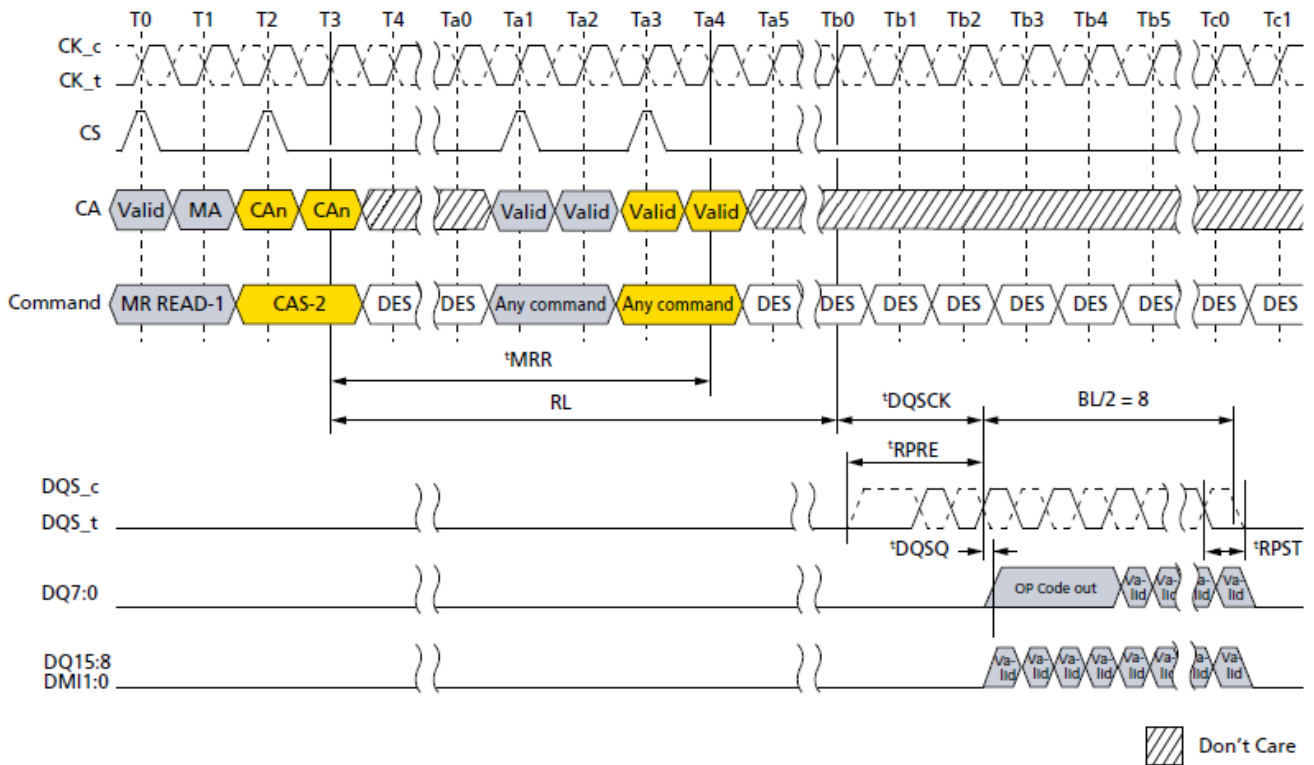 T0 T1 T2 T3 T4 Ta0 Ta1 Ta2 Ta3 Ta4 Ta5 Tb0 Tb1 Tb2 Tb3 Tb4 Tb5 Tc0 Tc1
CK_c
CK_t
CS
CA Valid MA CAn CAn Valid Valid Valid Valid
Command MR READ-1 CAS-2 DES DES Any command Any command DES DES DES DES DES DES DES DES DES
tMRR
RL tDQSCK BL/2 = 8
tRPRE
DQS_c
DQS_t
tDQSQ tRPST
DQ7:0 OP Code out Va-lid Va-lid a-lid Va-lid
DQ15:8
DMI1:0 Va-lid Va-lid Va-lid Va-lid Va-lid Va-lid a-lid Va-lid
Don't Care